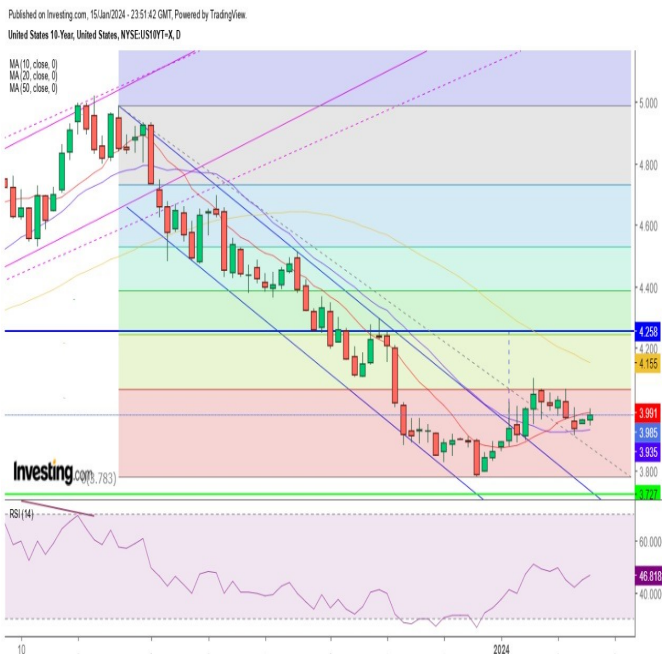 Published on Investing.com, 15/Jan/2024 - 23:51:42 GMT, Powered by TradingView.
United States 10-Year, United States, NYSE:US10YT=X, D
MA (10, close, 0)
MA (20, close, 0)
MA (50, close, 0)
5.000
4.800
4.600
4.400
4.258
4.200
4.155
3.991
3.985
3.935
3.800
3.727
Investing.com
0(3.783)
RSI (14)
60.000
46.818
40.000
10
2024